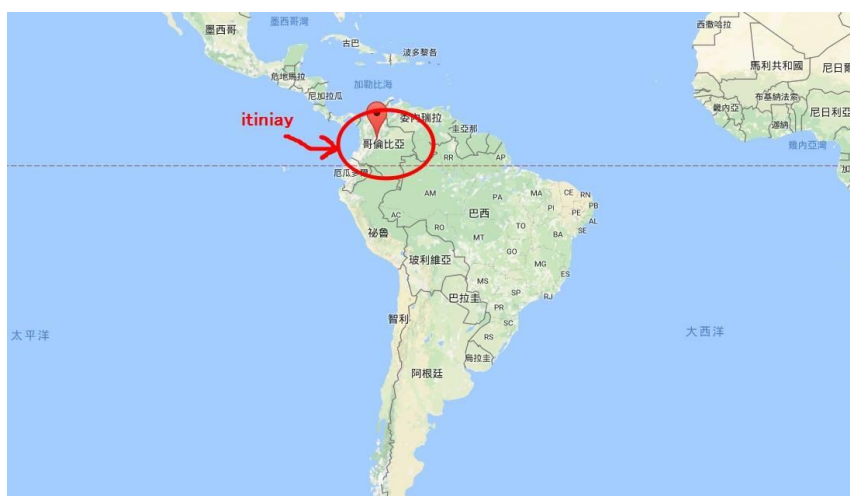 墨西哥灣
西撒哈拉
墨西哥
古巴
波多黎各
馬利共和國
尼日爾
危地馬拉
加勒比海
尼加拉瓜
布基納法索
幾內亞
尼日利亞
itiniay
委內瑞拉
圭亞那
迦納
哥倫比亞
幾內亞灣
RR
AP
厄瓜多
AM
PA
MA
CE
RN
PB
AC
巴西
TO
PI
PE
AL
祕魯
RO
MT
BA
SE
GO
玻利維亞
MG
MS
ES
巴拉圭
SP
RJ
PR
智利
SC
太平洋
大西洋
RS
烏拉圭
阿根廷